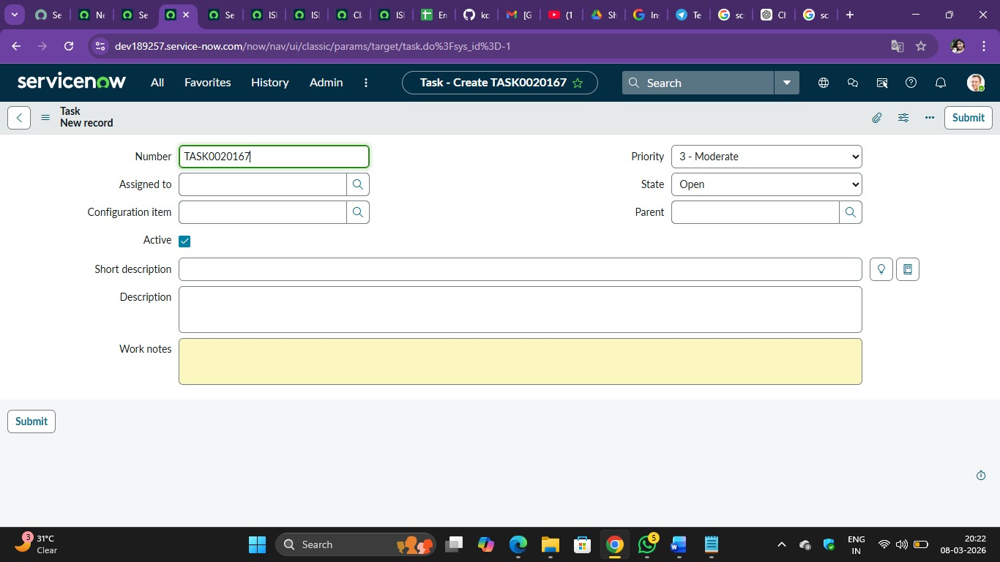 Se
Ne
Se
Se
ISI
ISI
Cl
ISI
En
kc
[G
(1
Sh
In
Te
sc
Ch
sc
dev189257.service-now.com/now/nav/ui/classic/params/target/task.do%3Fsys_id%3D-1
servicenow
All
Favorites
History
Admin
Task - Create TASK0020167
Search
Task
New record
Submit
Number
TASK0020167
Priority
3 - Moderate
Assigned to
State
Open
Configuration item
Parent
Active
Short description
Description
Work notes
Submit
3
31°C
Clear
Search
5
ENG
IN
20:22
08-03-2026